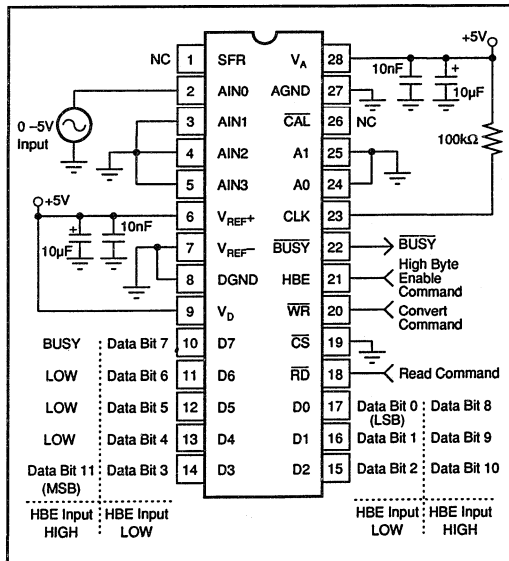 +5V
NC 1 SFR V_A 28
10nF + 10µF
2 AIN0 AGND 27
0 –5V Input
3 AIN1 CAL 26 NC
100kΩ
4 AIN2 A1 25
5 AIN3 A0 24
+5V
6 V_REF+ CLK 23
+ 10µF 10nF
7 V_REF– BUSY 22 BUSY
8 DGND HBE 21 High Byte Enable Command
9 V_D WR 20 Convert Command
BUSY Data Bit 7 10 D7 CS 19
LOW Data Bit 6 11 D6 RD 18 Read Command
LOW Data Bit 5 12 D5 D0 17 Data Bit 0 (LSB) Data Bit 8
LOW Data Bit 4 13 D4 D1 16 Data Bit 1 Data Bit 9
Data Bit 11 (MSB) Data Bit 3 14 D3 D2 15 Data Bit 2 Data Bit 10
HBE Input HIGH HBE Input LOW HBE Input LOW HBE Input HIGH